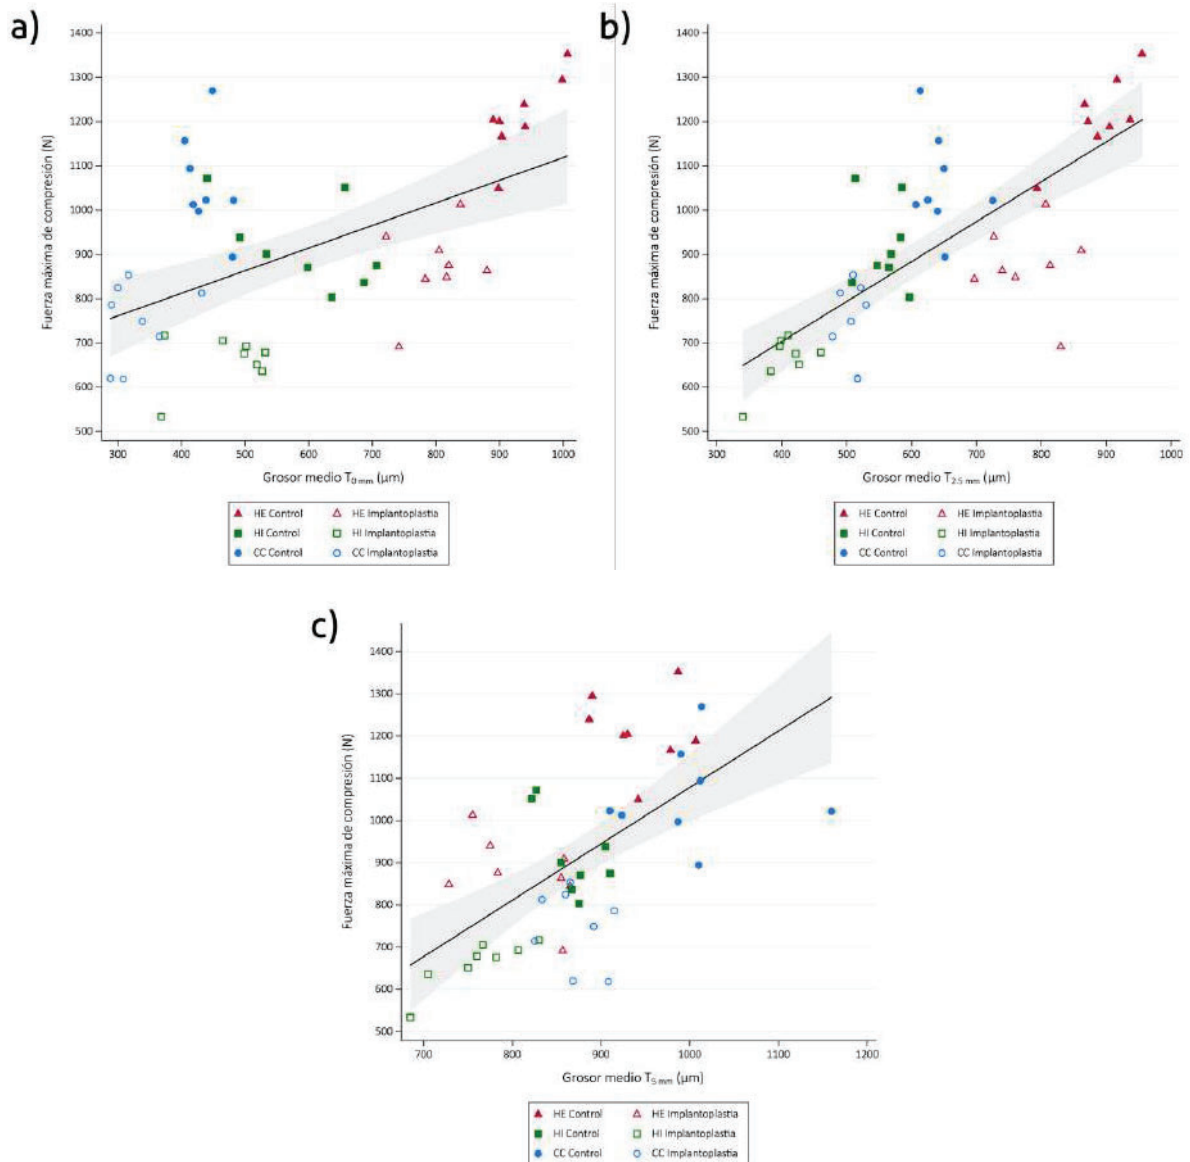 a)
Fuerza máxima de compresión (N)
1400
1300
1200
1100
1000
900
800
700
600
500
300 400 500 600 700 800 900 1000
Grosor medio T0 mm (μm)
HE Control HE Implantoplastia
HI Control HI Implantoplastia
CC Control CC Implantoplastia
b)
Fuerza máxima de compresión (N)
1400
1300
1200
1100
1000
900
800
700
600
500
300 400 500 600 700 800 900 1000
Grosor medio T2.5 mm (μm)
HE Control HE Implantoplastia
HI Control HI Implantoplastia
CC Control CC Implantoplastia
c)
Fuerza máxima de compresión (N)
1400
1300
1200
1100
1000
900
800
700
600
500
700 800 900 1000 1100 1200
Grosor medio T5 mm (μm)
HE Control HE Implantoplastia
HI Control HI Implantoplastia
CC Control CC Implantoplastia